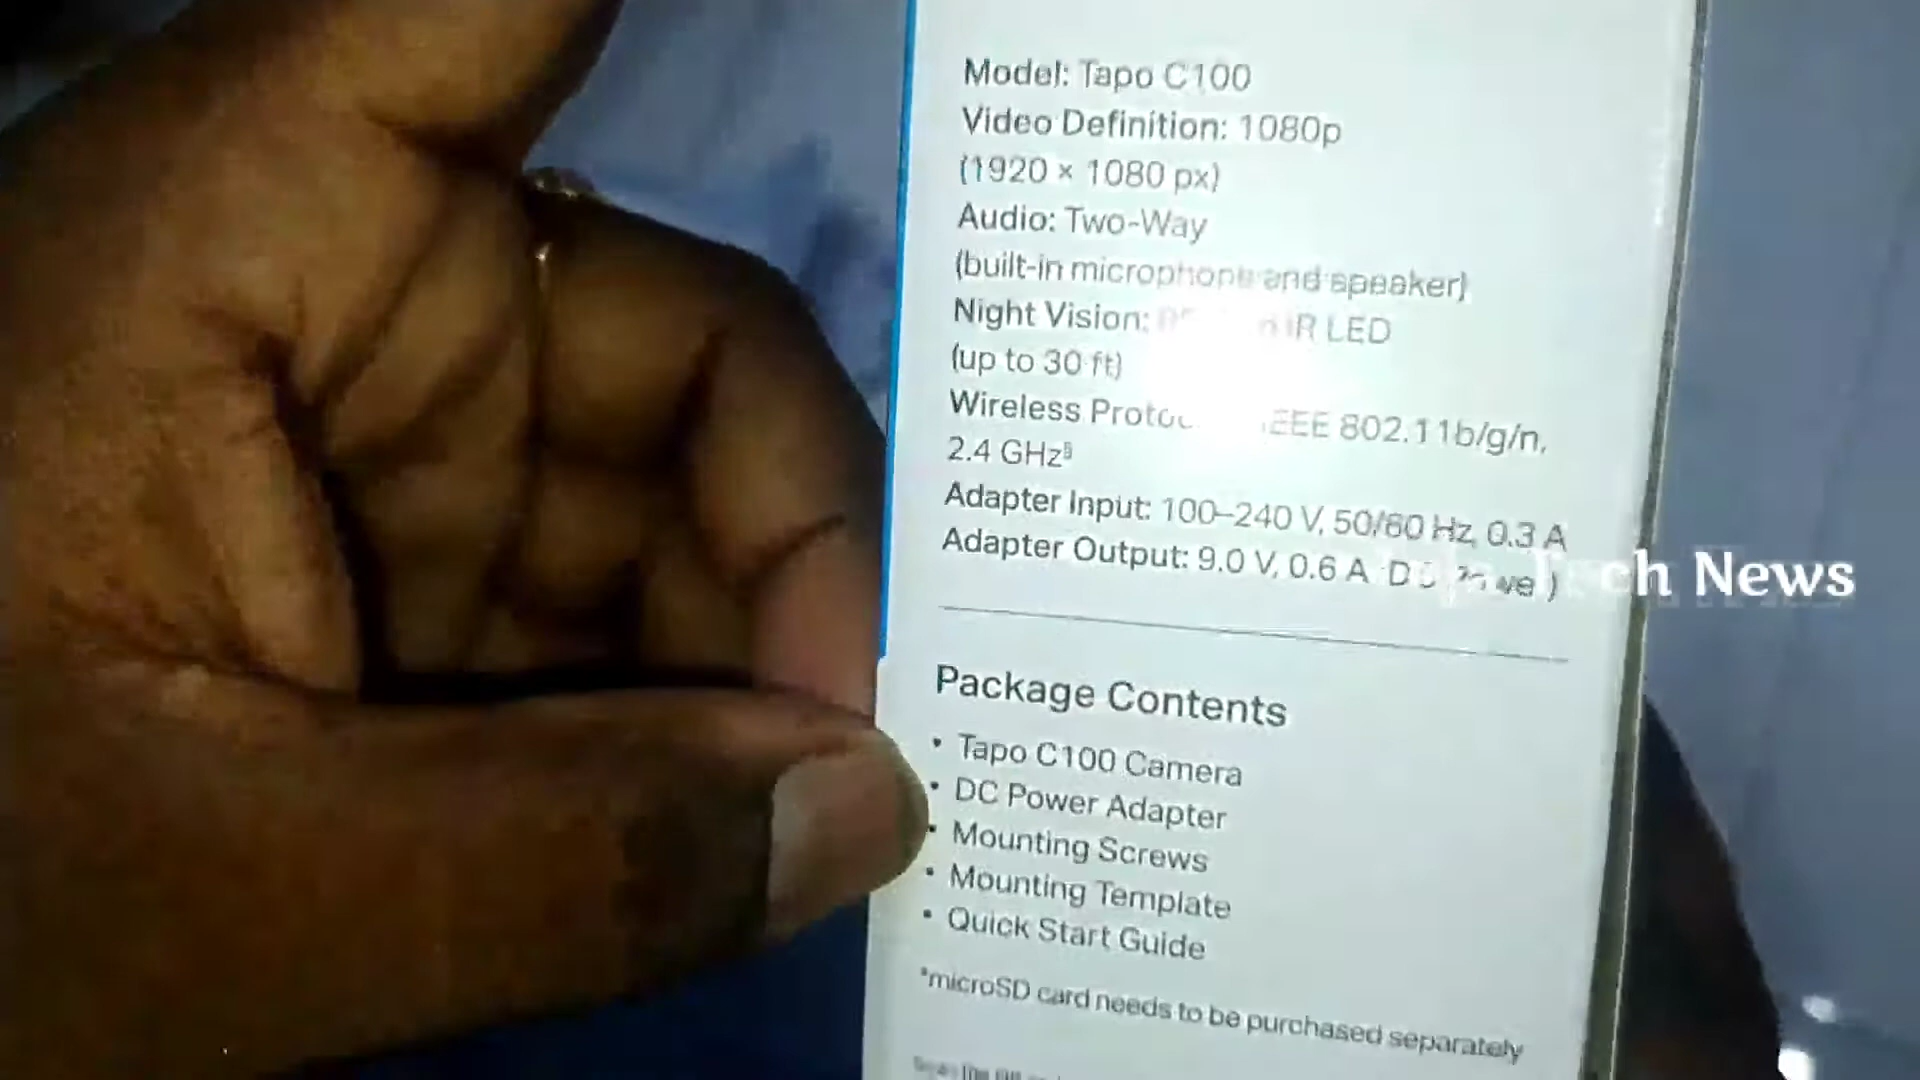 Model: Tapo C100
Video Definition: 1080p
(1920 × 1080 px)
Audio: Two-Way
(built-in microphone and speaker)
Night Vision: IR LED
(up to 30 ft)
Wireless IEEE 802.11b/g/n,
2.4 GHz§
Adapter Input: 100–240 V, 50/60 Hz, 0.3 A
Adapter Output: 9.0 V, 0.6 A
Tech News
Package Contents
• Tapo C100 Camera
• DC Power Adapter
• Mounting Screws
• Mounting Template
• Quick Start Guide
*microSD card needs to be purchased separately